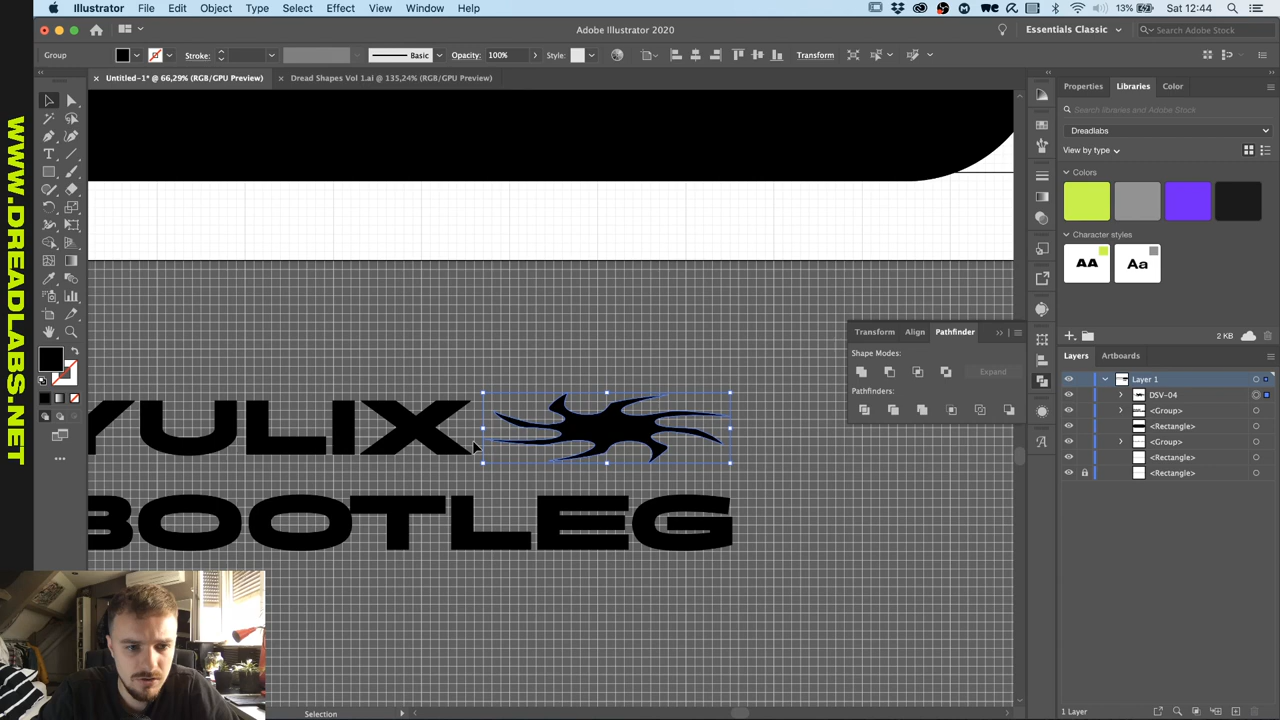 Illustrator File Edit Object Type Select Effect View Window Help
13% Sat 12:44
Adobe Illustrator 2020
Essentials Classic
Search Adobe Stock
Group
Stroke:
Basic
Opacity: 100%
Style:
Transform
Untitled-1* @ 66,29% (RGB/GPU Preview)
Dread Shapes Vol 1.ai @ 135,24% (RGB/GPU Preview)
Properties Libraries Color
Search libraries and Adobe Stock
Dreadlabs
View by type
Colors
Character styles
AA
Aa
2 KB
Transform Align Pathfinder
Shape Modes:
Expand
Pathfinders:
Layers Artboards
Layer 1
DSV-04
<Group>
<Rectangle>
<Group>
<Rectangle>
<Rectangle>
1 Layer
YULIX
BOOTLEG
Selection
WWW.DREADLABS.NET